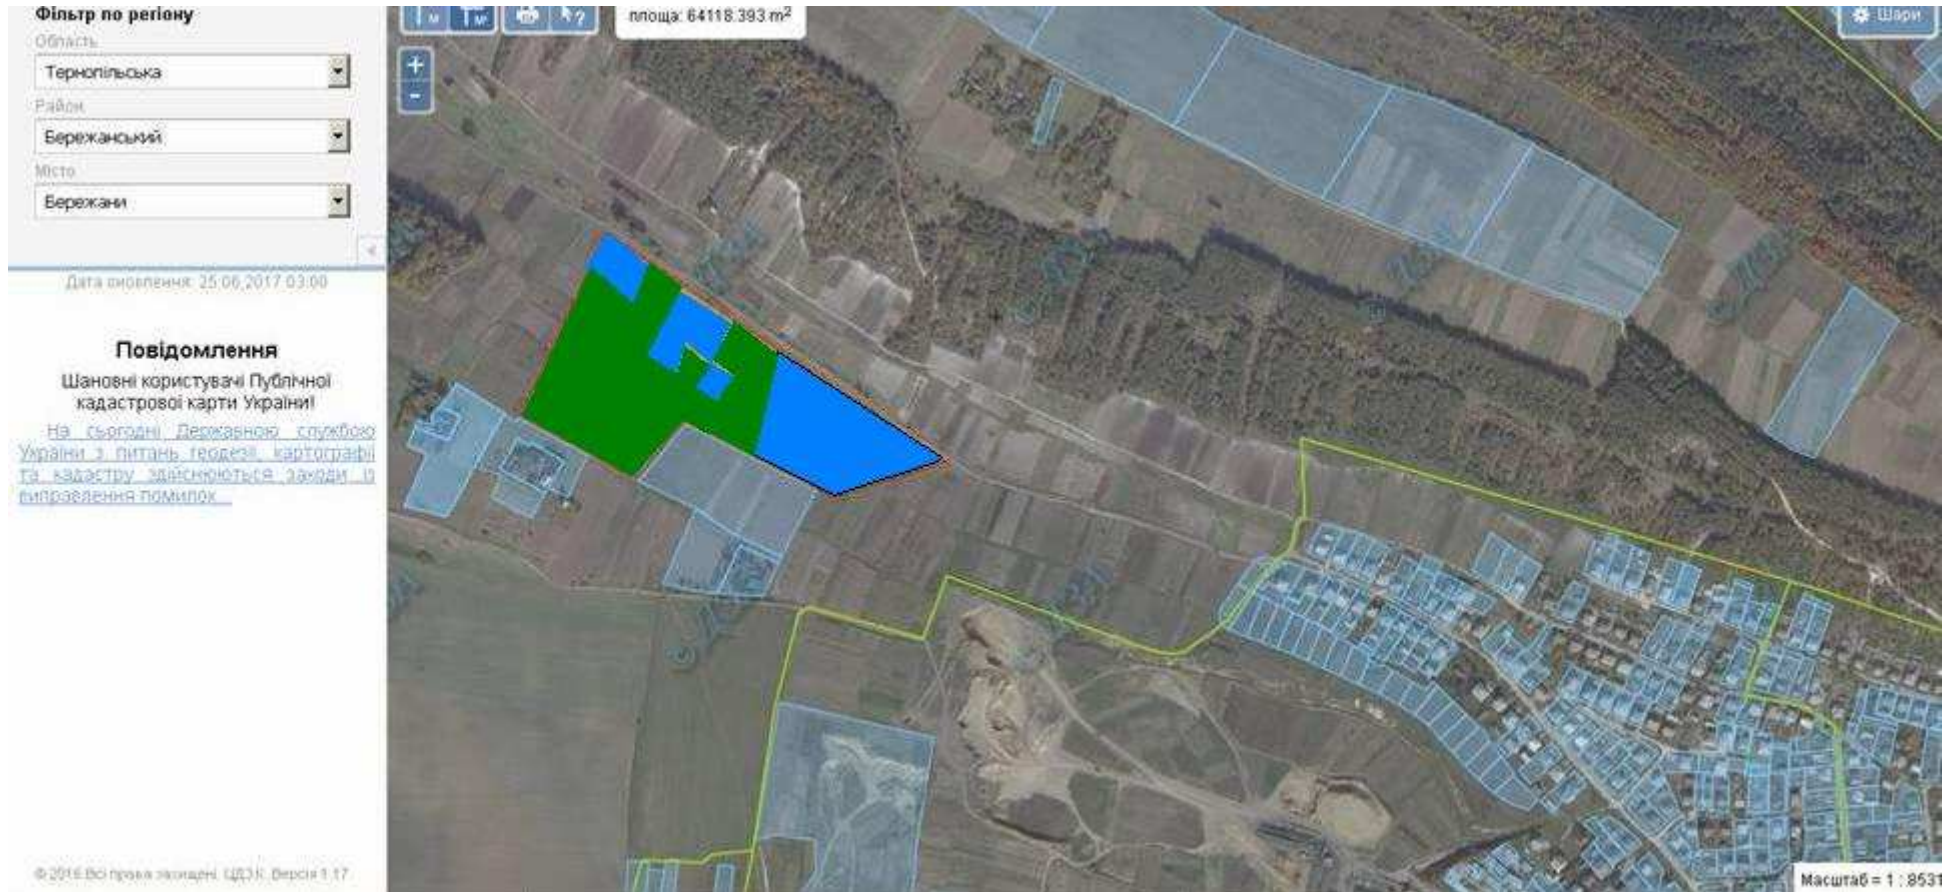 Фільтр по регіону
Область
Тернопільська
Район
Бережанський
Місто
Бережани
Дата оновлення: 25.06.2017 03:00
Повідомлення
Шановні користувачі Публічної
кадастрової карти України!
На сьогодні Державною службою
України з питань геодезії, картографії
та кадастру здійснюються заходи із
виправлення помилок...
© 2016 Всі права захищені. ЦДЗК. Версія 1.17
м
м²
?
площа: 64118.393 m²
Шари
+
-
Масштаб = 1 : 8531